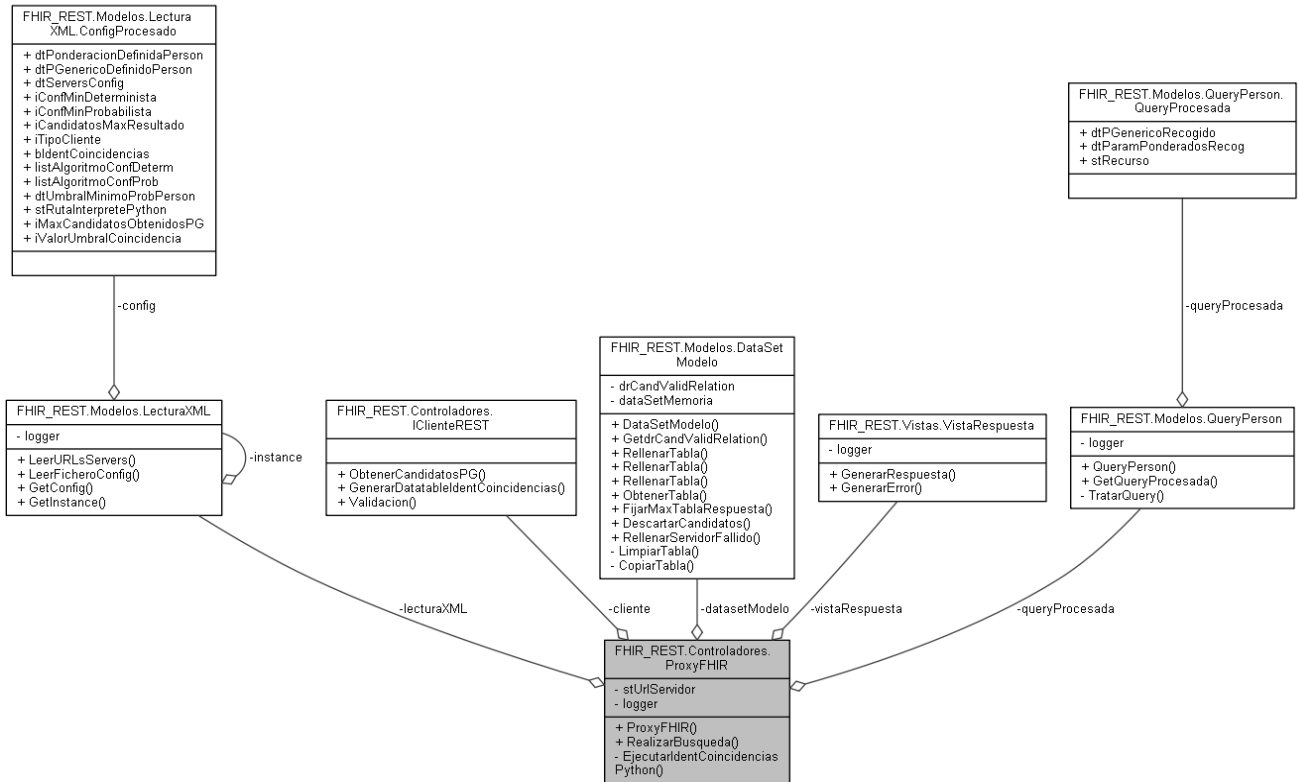 FHIR_REST.Modelos.Lectura
XML.ConfigProcesado
+ dtPonderacionDefinidaPerson
+ dtPGenericoDefinidoPerson
+ dtServersConfig
+ iConfMinDeterminista
+ iConfMinProbabilista
+ iCandidatosMaxResultado
+ iTipoCliente
+ bIdentCoincidencias
+ listAlgoritmoConfDeterm
+ listAlgoritmoConfProb
+ dtUmbralMinimoProbPerson
+ stRutaInterpretePython
+ iMaxCandidatosObtenidosPG
+ iValorUmbralCoincidencia
FHIR_REST.Modelos.QueryPerson.
QueryProcesada
+ dtPGenericoRecogido
+ dtParamPonderadosRecog
+ stRecurso
-config
-queryProcesada
FHIR_REST.Modelos.LecturaXML
- logger
+ LeerURLsServers()
+ LeerFicheroConfig()
+ GetConfig()
+ GetInstance()
-instance
FHIR_REST.Controladores.
IClienteREST
+ ObtenerCandidatosPG()
+ GenerarDatatableIdentCoincidencias()
+ Validacion()
FHIR_REST.Modelos.DataSet
Modelo
- drCandValidRelation
- dataSetMemoria
+ DataSetModelo()
+ GetdrCandValidRelation()
+ RellenarTabla()
+ RellenarTabla()
+ RellenarTabla()
+ ObtenerTabla()
+ FijarMaxTablaRespuesta()
+ DescartarCandidatos()
+ RellenarServidorFallido()
- LimpiarTabla()
- CopiarTabla()
FHIR_REST.Vistas.VistaRespuesta
- logger
+ GenerarRespuesta()
+ GenerarError()
FHIR_REST.Modelos.QueryPerson
- logger
+ QueryPerson()
+ GetQueryProcesada()
- TratarQuery()
-lecturaXML
-cliente
-datasetModelo
-vistaRespuesta
-queryProcesada
FHIR_REST.Controladores.
ProxyFHIR
- stUrlServidor
- logger
+ ProxyFHIR()
+ RealizarBusqueda()
- EjecutarIdentCoincidencias
Python()